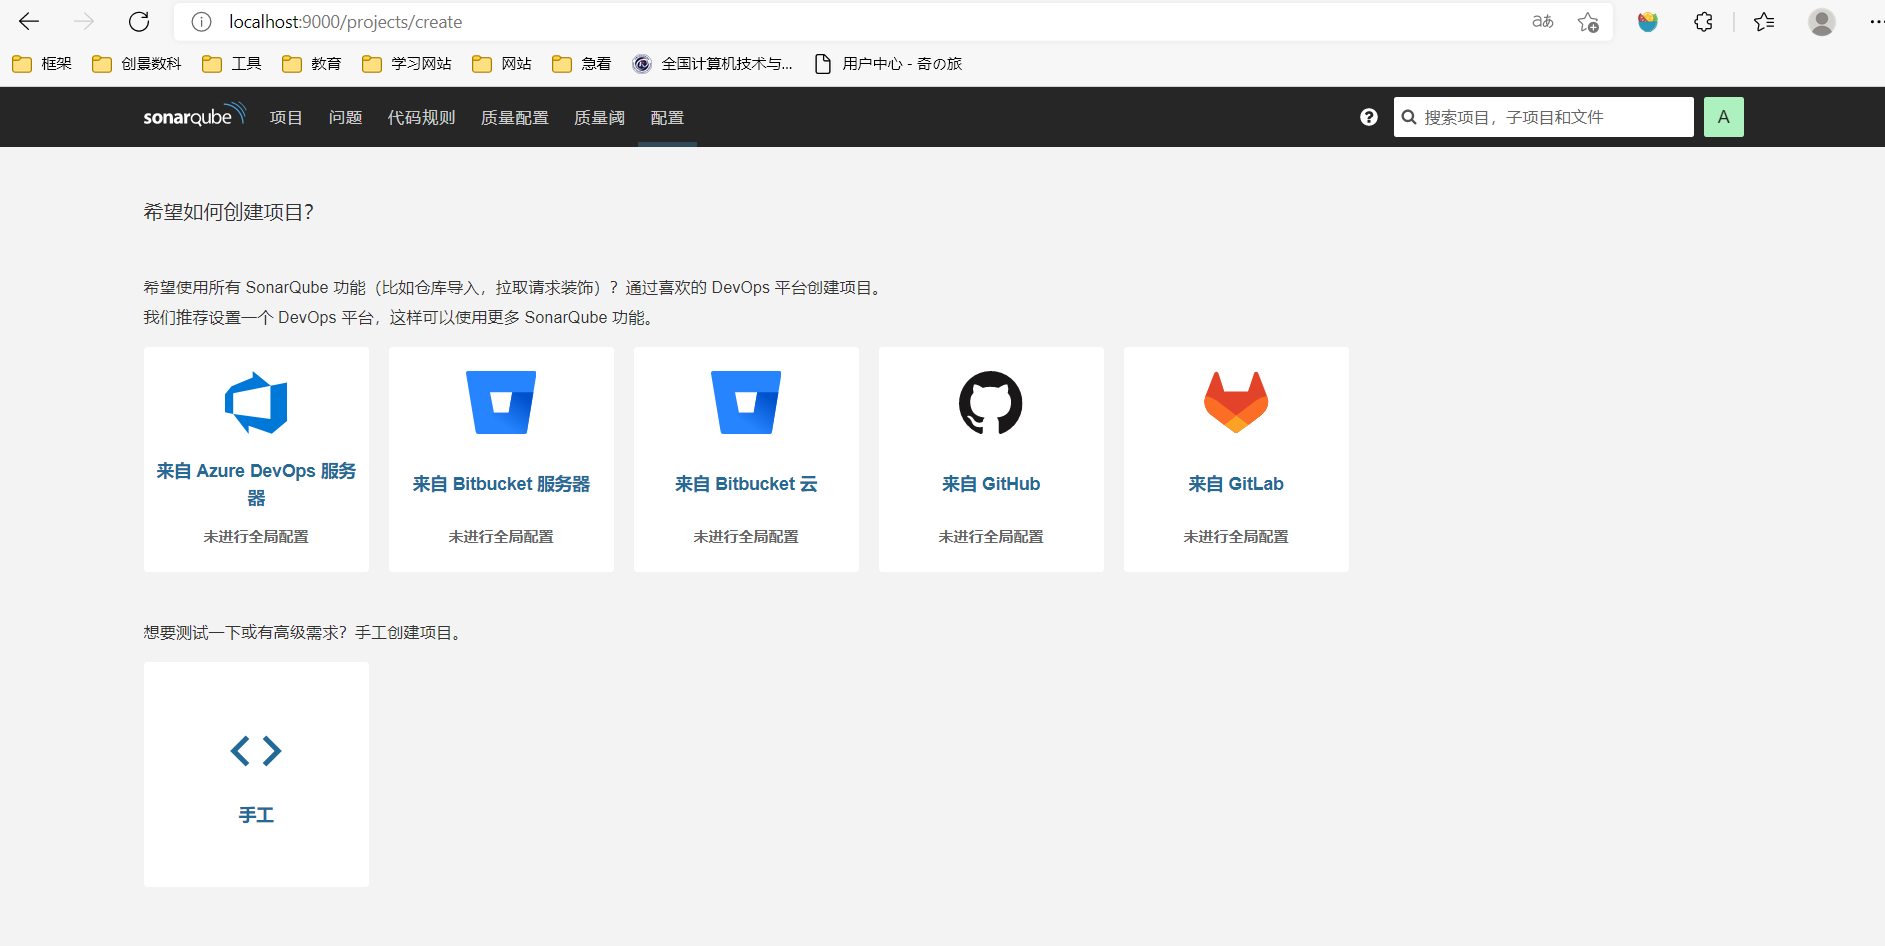 localhost:9000/projects/create
框架 创景数科 工具 教育 学习网站 网站 急看 全国计算机技术与... 用户中心 - 奇の旅
sonarqube 项目 问题 代码规则 质量配置 质量阈 配置 搜索项目，子项目和文件 A
希望如何创建项目？
希望使用所有 SonarQube 功能（比如仓库导入，拉取请求装饰）？通过喜欢的 DevOps 平台创建项目。
我们推荐设置一个 DevOps 平台，这样可以使用更多 SonarQube 功能。
来自 Azure DevOps 服务
器
未进行全局配置
来自 Bitbucket 服务器
未进行全局配置
来自 Bitbucket 云
未进行全局配置
来自 GitHub
未进行全局配置
来自 GitLab
未进行全局配置
想要测试一下或有高级需求？手工创建项目。
手工